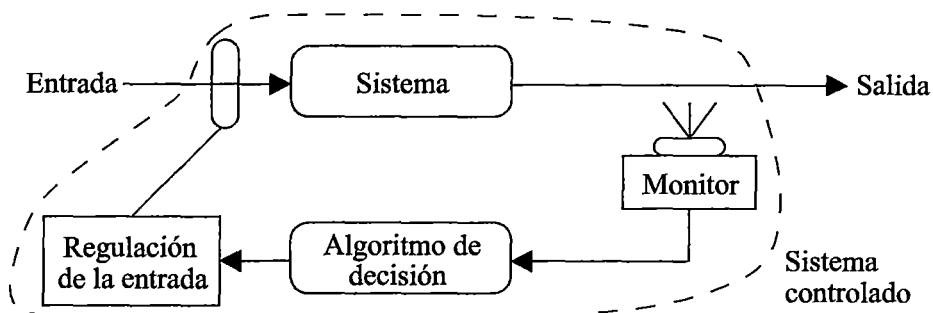 Entrada
Sistema
Salida
Monitor
Regulación
de la entrada
Algoritmo de
decisión
Sistema
controlado